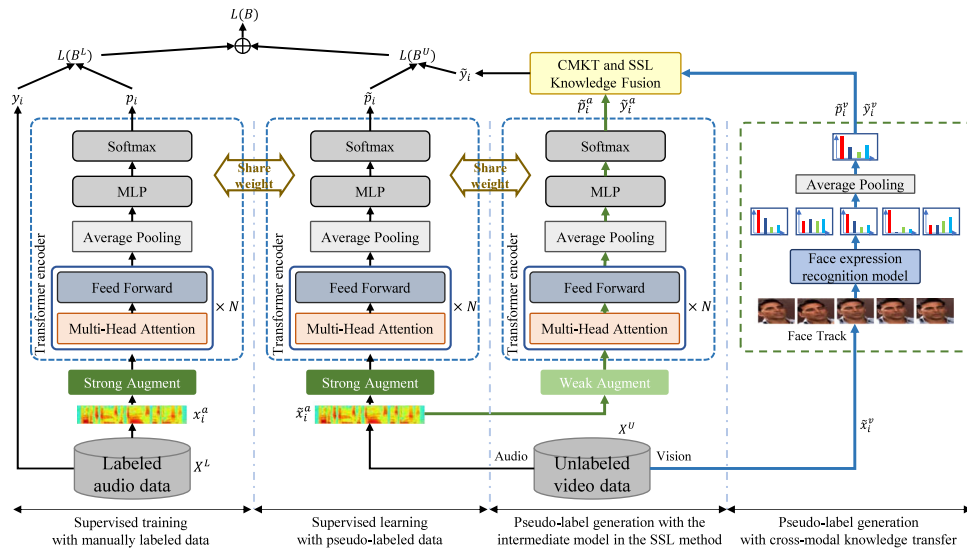 L(B)
L(B^L)
L(B^U)
ỹ_i
CMKT and SSL
Knowledge Fusion
y_i
p_i
p̃_i
p̃_i^a
ỹ_i^a
p̃_i^v
ỹ_i^v
Transformer encoder
Softmax
MLP
Average Pooling
Feed Forward
Multi-Head Attention
× N
Share
weight
Transformer encoder
Softmax
MLP
Average Pooling
Feed Forward
Multi-Head Attention
× N
Share
weight
Transformer encoder
Softmax
MLP
Average Pooling
Feed Forward
Multi-Head Attention
× N
Average Pooling
Face expression
recognition model
Face Track
Strong Augment
Strong Augment
Weak Augment
x_i^a
x̃_i^a
x̃_i^v
X^L
Labeled
audio data
Audio
X^U
Unlabeled
video data
Vision
Supervised training
with manually labeled data
Supervised learning
with pseudo-labeled data
Pseudo-label generation with the
intermediate model in the SSL method
Pseudo-label generation
with cross-modal knowledge transfer